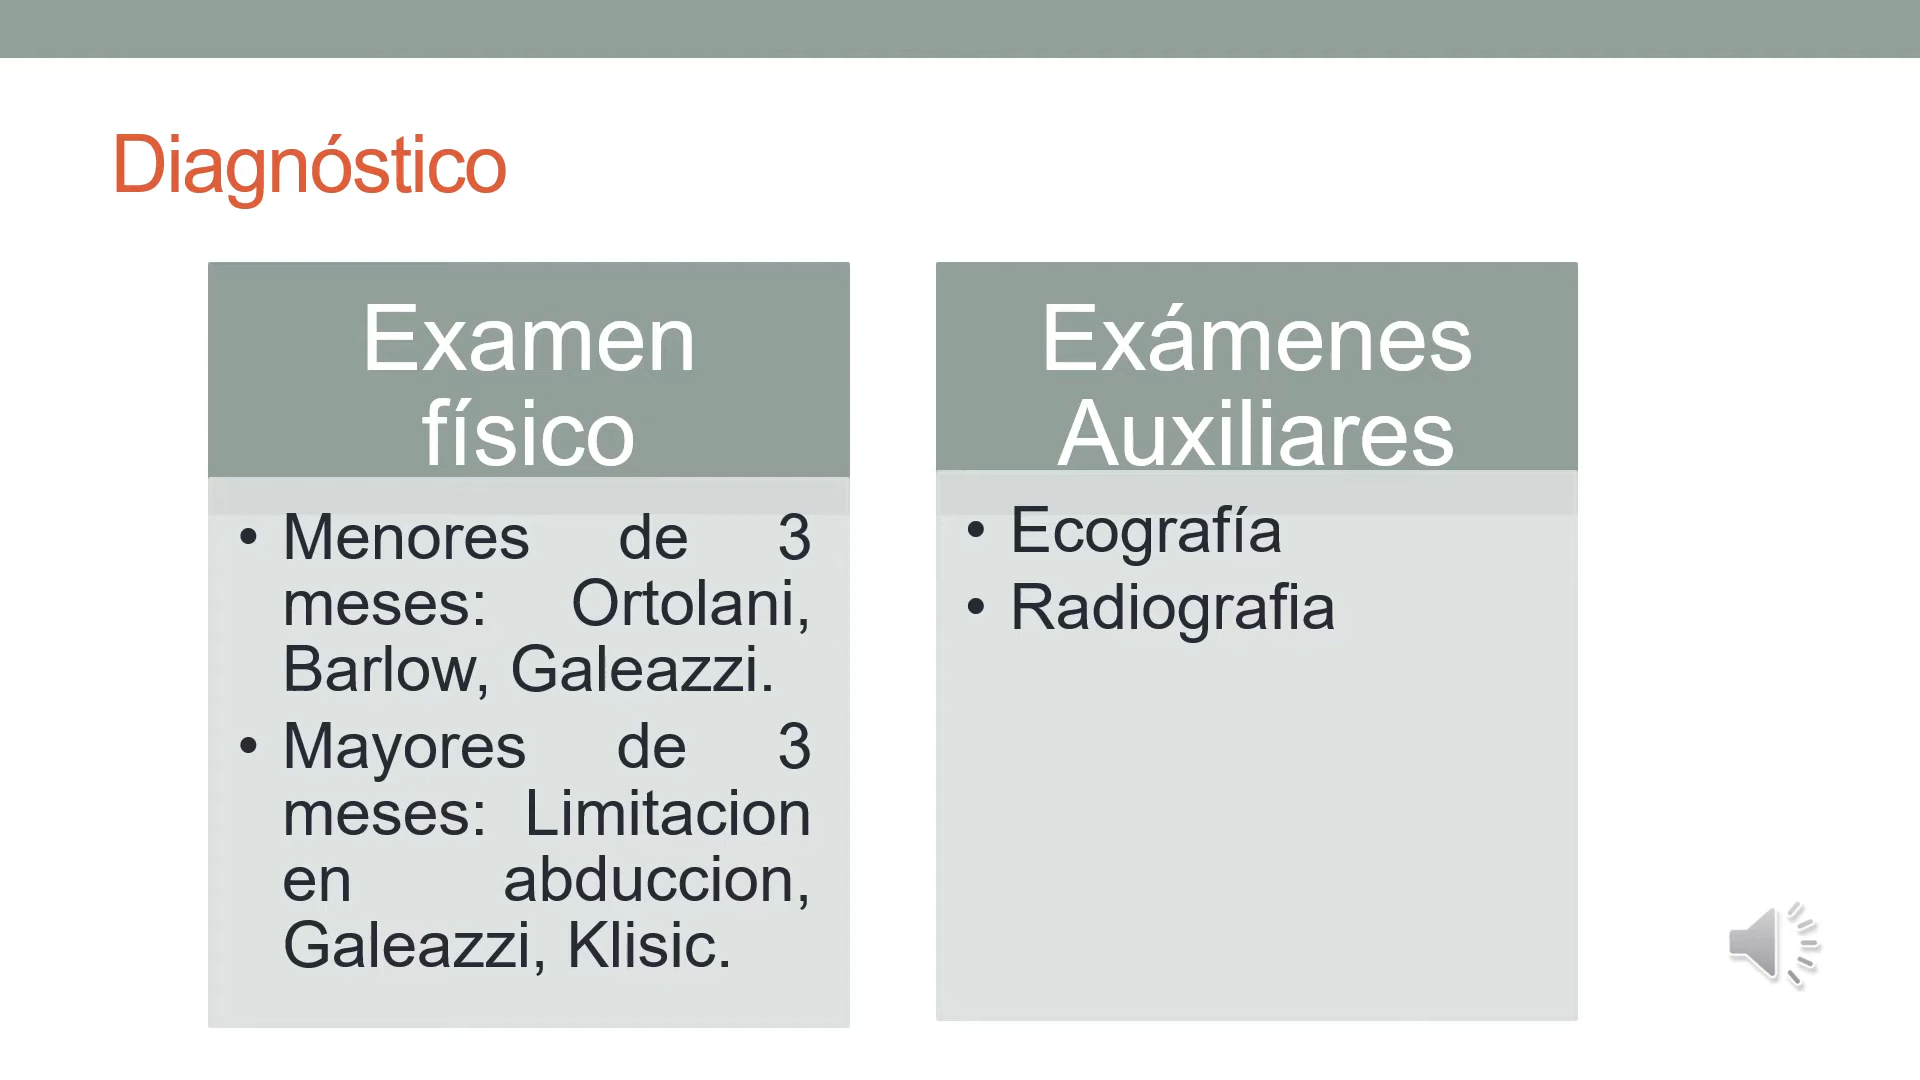 Diagnóstico
Examen
físico
• Menores de 3
meses: Ortolani,
Barlow, Galeazzi.
• Mayores de 3
meses: Limitacion
en abduccion,
Galeazzi, Klisic.
Exámenes
Auxiliares
• Ecografía
• Radiografia